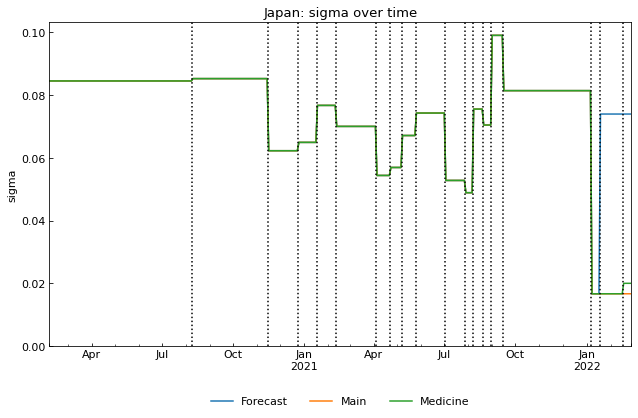 Japan: sigma over time
sigma
0.10
0.08
0.06
0.04
0.02
0.00
Apr Jul Oct Jan Apr Jul Oct Jan
2021 2022
Forecast Main Medicine